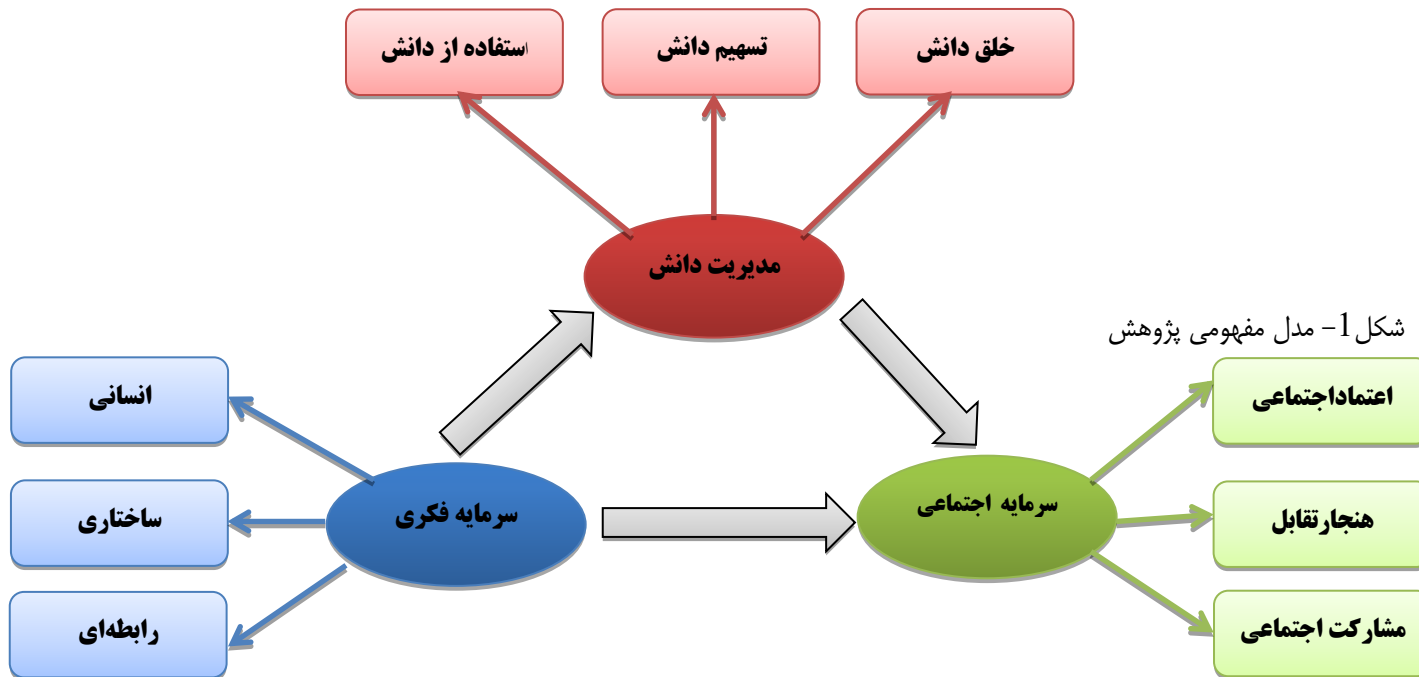 خلق دانش
تسهیم دانش
ستفاده از دانش
مدیریت دانش
شکل1- مدل مفهومی پژوهش
اعتماداجتماعی
انسانی
هنجارتقابل
سرمایه اجتماعی
سرمایه فکری
ساختاری
مشارکت اجتماعی
رابطه‌ای